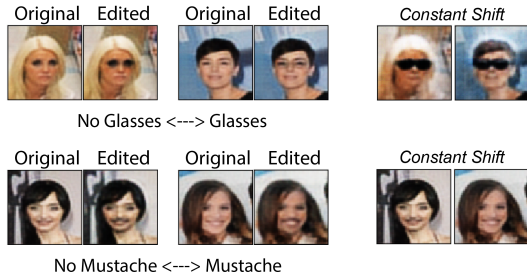 Original Edited Original Edited Constant Shift
No Glasses <---> Glasses
Original Edited Original Edited Constant Shift
No Mustache <---> Mustache